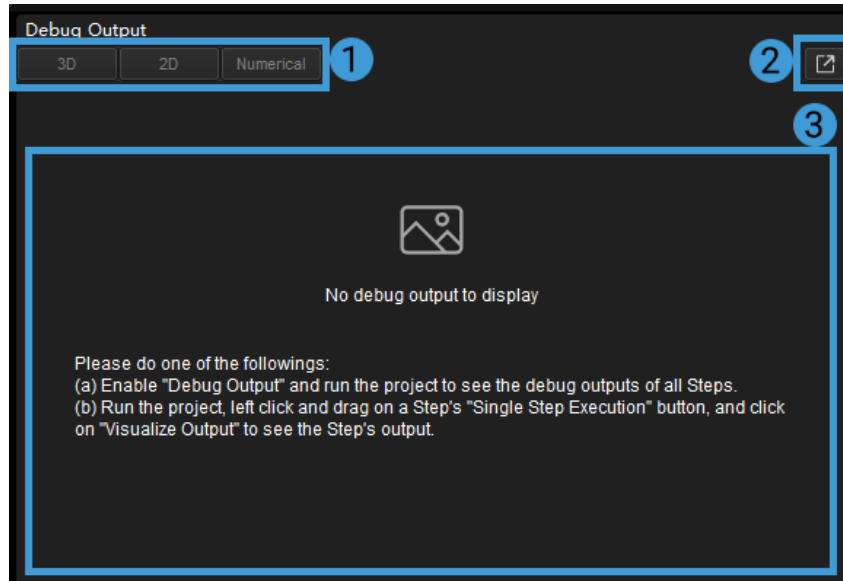 Debug Output
3D 2D Numerical 1 2
3
No debug output to display
Please do one of the followings:
(a) Enable "Debug Output" and run the project to see the debug outputs of all Steps.
(b) Run the project, left click and drag on a Step's "Single Step Execution" button, and click
on "Visualize Output" to see the Step's output.